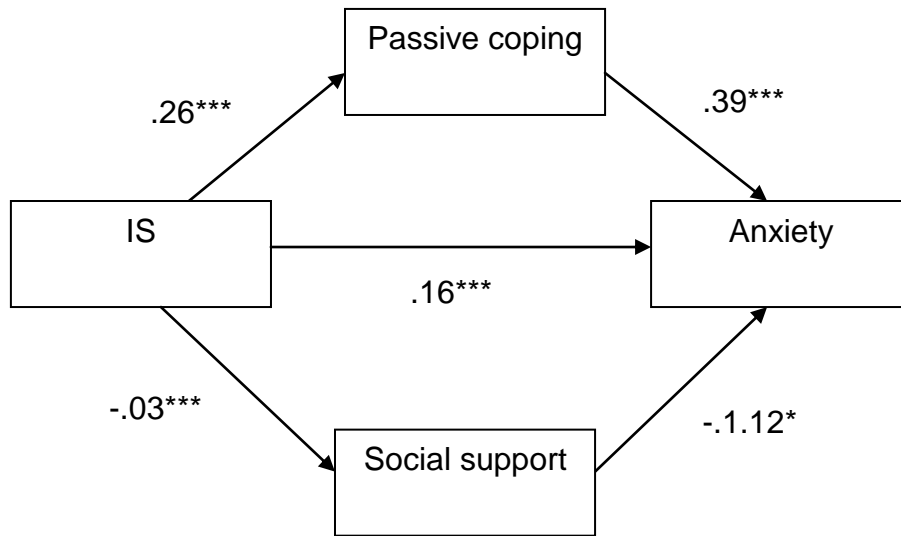 Passive coping
.26***
.39***
IS
Anxiety
.16***
-.03***
-.1.12*
Social support